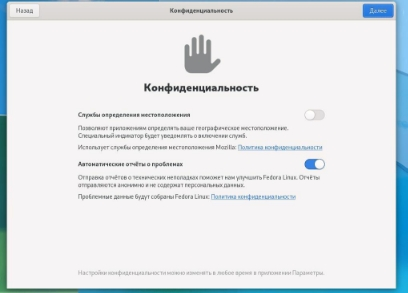 Назад
Конфиденциальность
Далее
Конфиденциальность
Службы определения местоположения
Позволяют приложениям определять ваше географическое местоположение.
Специальный индикатор будет уведомлять о включении служб.
Использует службы определения местоположения Mozilla: Политика конфиденциальности
Автоматические отчёты о проблемах
Отправка отчётов о технических неполадках поможет нам улучшить Fedora Linux. Отчёты
отправляются анонимно и не содержат персональных данных.
Проблемные данные будут собраны Fedora Linux: Политика конфиденциальности
Настройки конфиденциальности можно изменить в любое время в приложении Параметры.